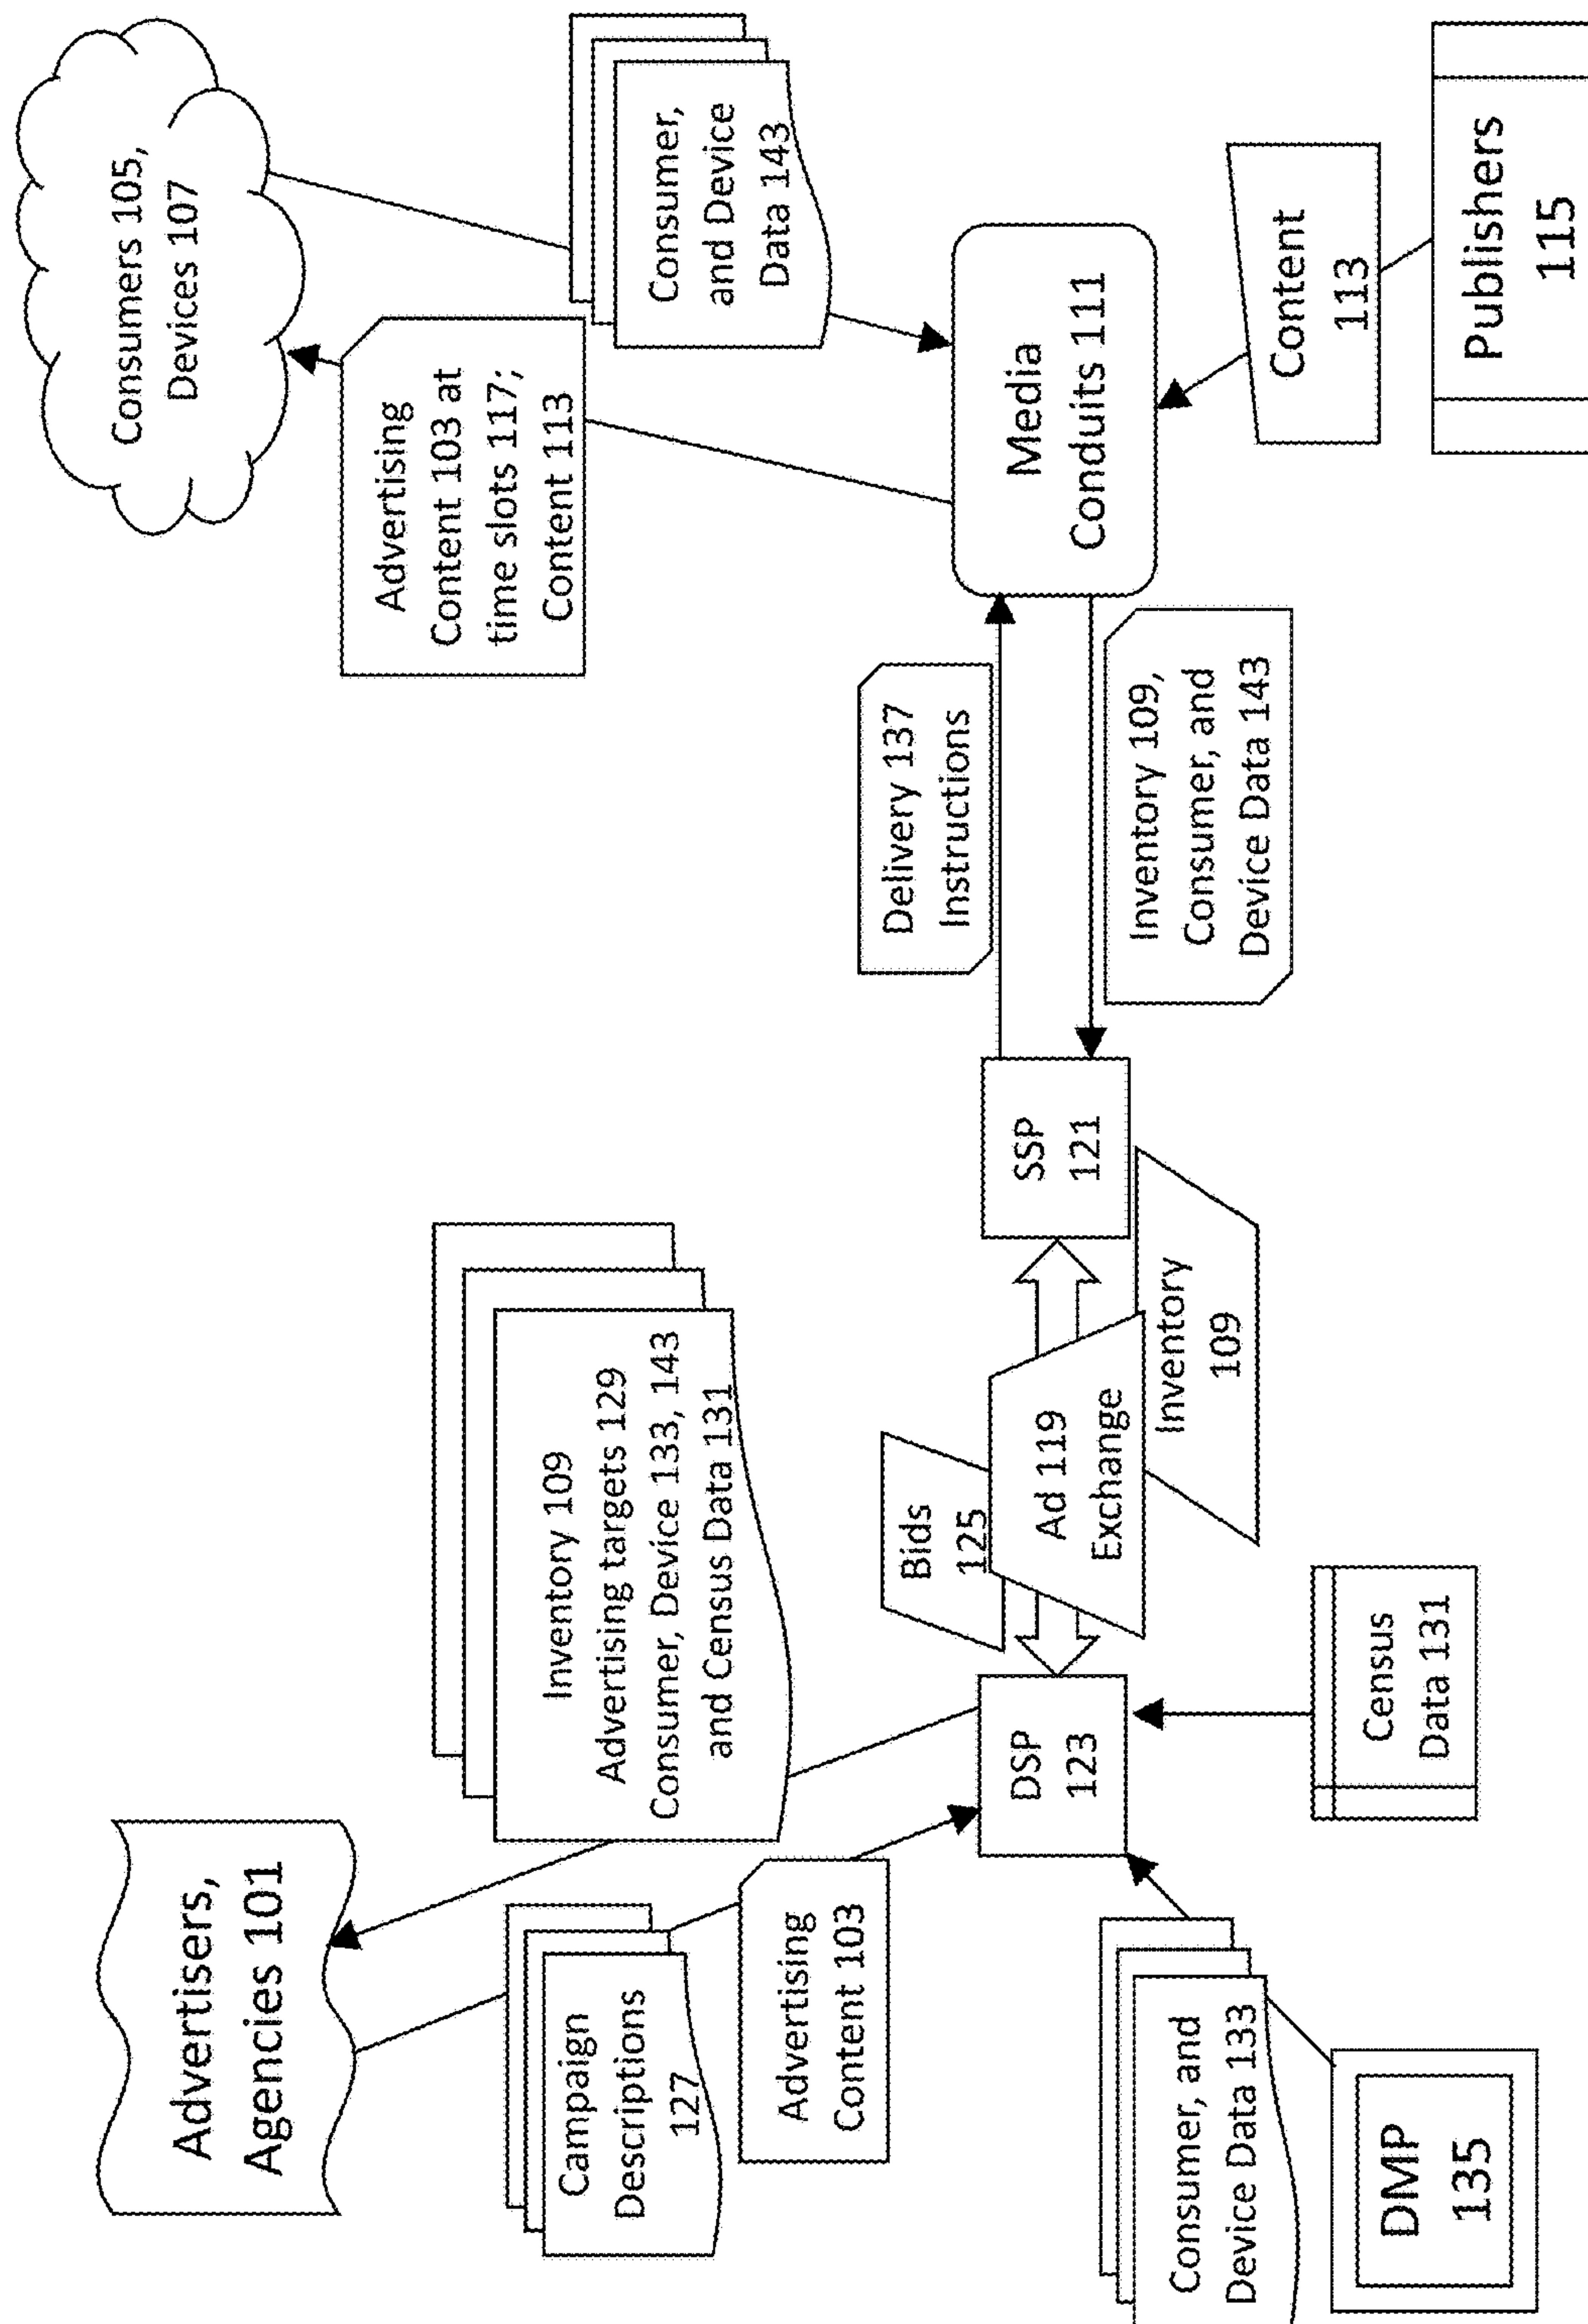 Advertisers,
Agencies 101
Consumers 105,
Devices 107
Campaign
Descriptions
127
Advertising
Content 103
Inventory 109
Advertising targets 129
Consumer, Device 133, 143
and Census Data 131
Advertising
Content 103 at
time slots 117;
Content 113
Consumer,
and Device
Data 143
Delivery 137
Instructions
Bids
125
DSP
123
Ad 119
Exchange
SSP
121
Media
Conduits 111
Inventory
109
Inventory 109,
Consumer, and
Device Data 143
Consumer, and
Device Data 133
Census
Data 131
Content
113
DMP
135
Publishers
115